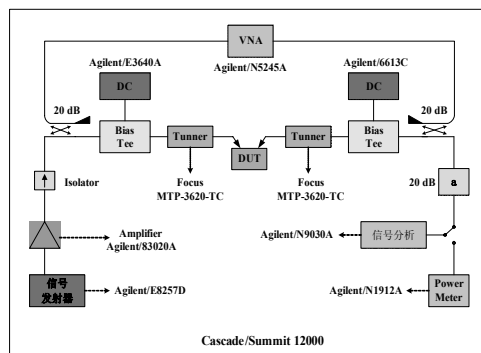 VNA
Agilent/E3640A
Agilent/N5245A
Agilent/6613C
DC
DC
20 dB
20 dB
Bias
Tee
Tunner
DUT
Tunner
Bias
Tee
Isolator
Focus
MTP-3620-TC
Focus
MTP-3620-TC
20 dB
a
Amplifier
Agilent/83020A
Agilent/N9030A
信号分析
信号
发射器
Agilent/E8257D
Agilent/N1912A
Power
Meter
Cascade/Summit 12000